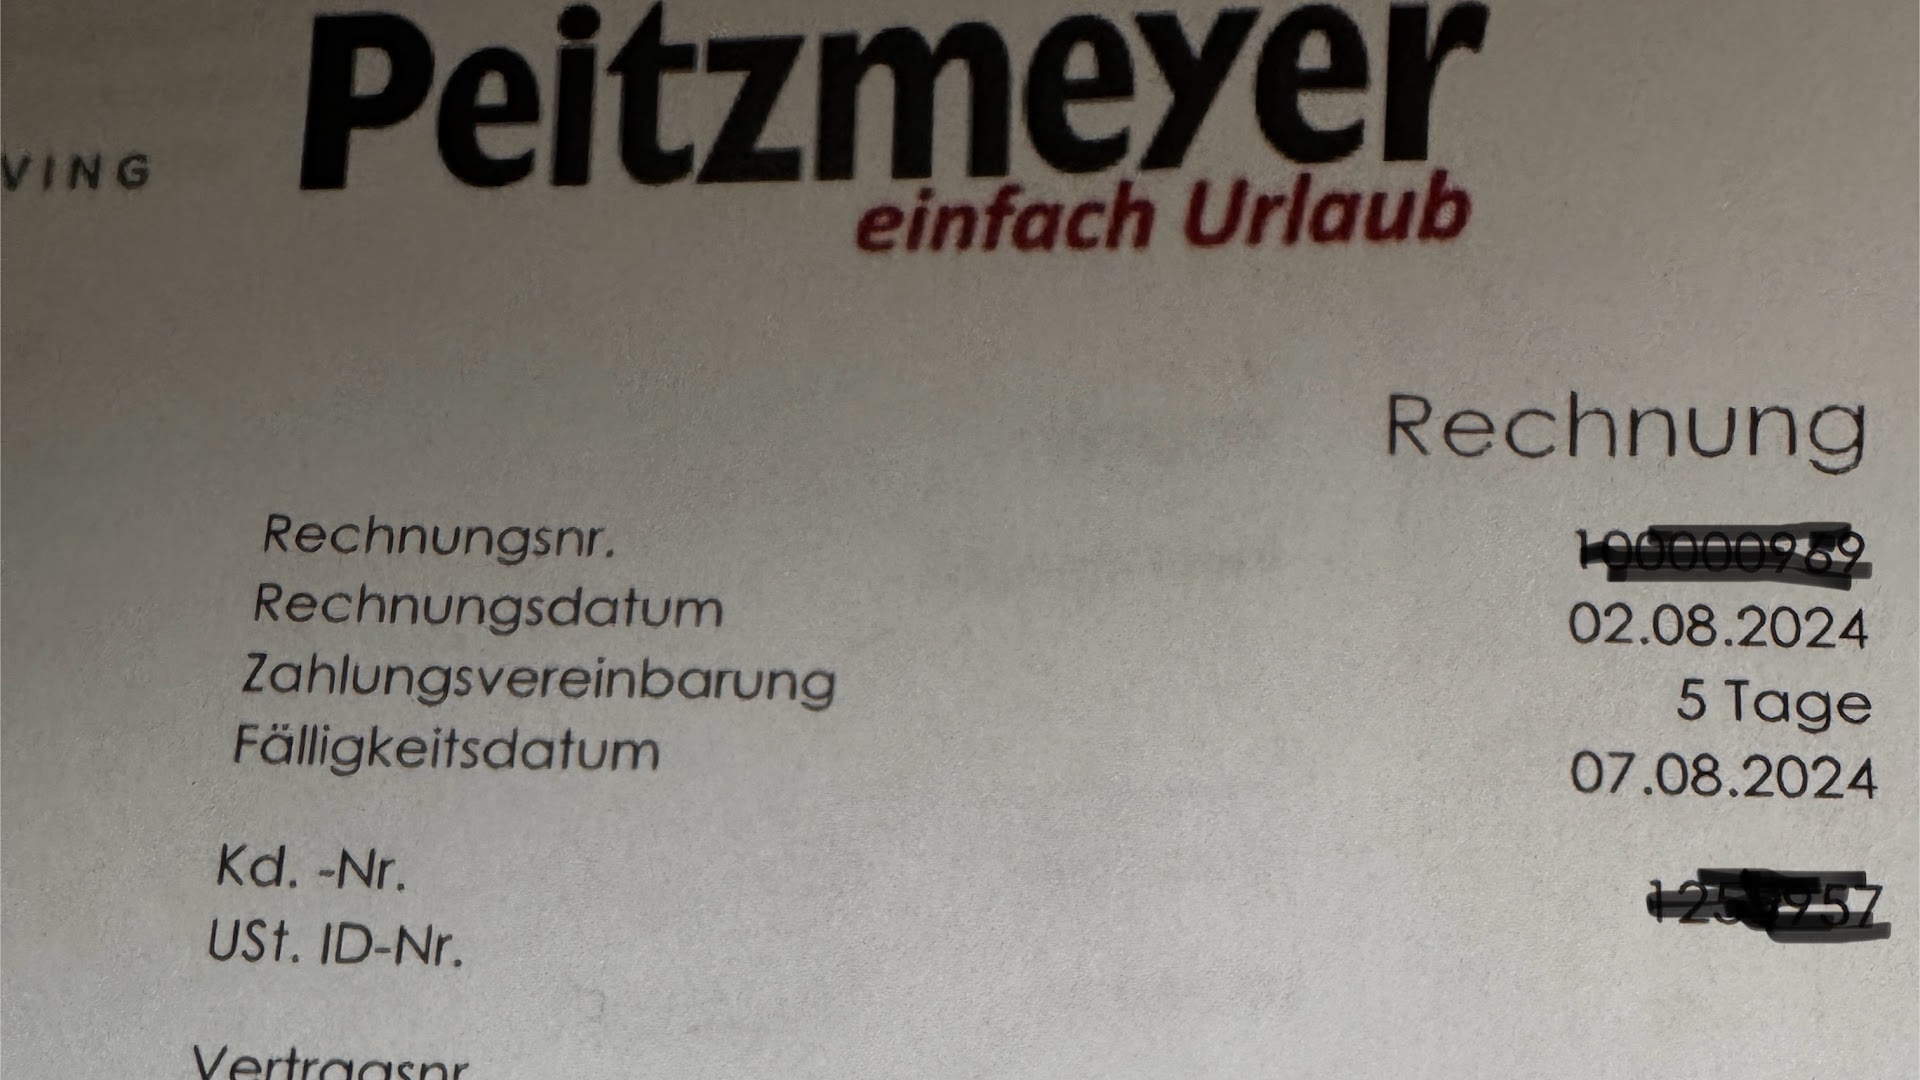 VING
Peitzmeyer
einfach Urlaub
Rechnung
Rechnungsnr.
Rechnungsdatum 02.08.2024
Zahlungsvereinbarung 5 Tage
Fälligkeitsdatum 07.08.2024
Kd. -Nr.
USt. ID-Nr.
Vertragsnr